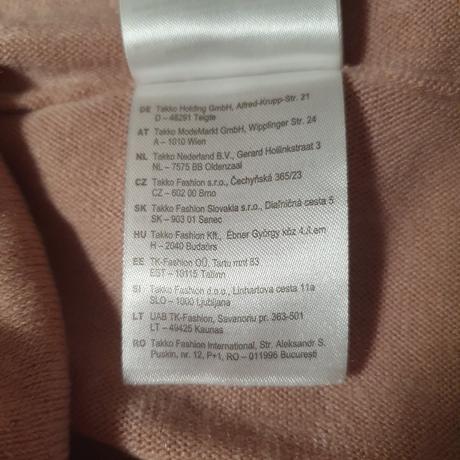 DE Takko Holding GmbH, Alfred-Krupp-Str. 21
D – 48291 Telgte
AT Takko ModeMarkt GmbH, Wipplinger Str. 24
A – 1010 Wien
NL Takko Nederland B.V., Gerard Hollinkstraat 3
NL – 7575 BB Oldenzaal
CZ Takko Fashion s.r.o., Čechyňská 365/23
CZ – 602 00 Brno
SK Takko Fashion Slovakia s.r.o., Diaľničná cesta 5
SK – 903 01 Senec
HU Takko Fashion Kft., Ébner György köz 4./I.em
H – 2040 Budaörs
EE TK-Fashion OÜ, Tartu mnt 83
EST – 10115 Tallinn
SI Takko Fashion d.o.o., Linhartova cesta 11a
SLO – 1000 Ljubljana
LT UAB TK-Fashion, Savanoriu pr. 363-501
LT – 49425 Kaunas
RO Takko Fashion International, Str. Aleksandr S.
Puskin, nr. 12, P+1, RO – 011996 Bucureşti